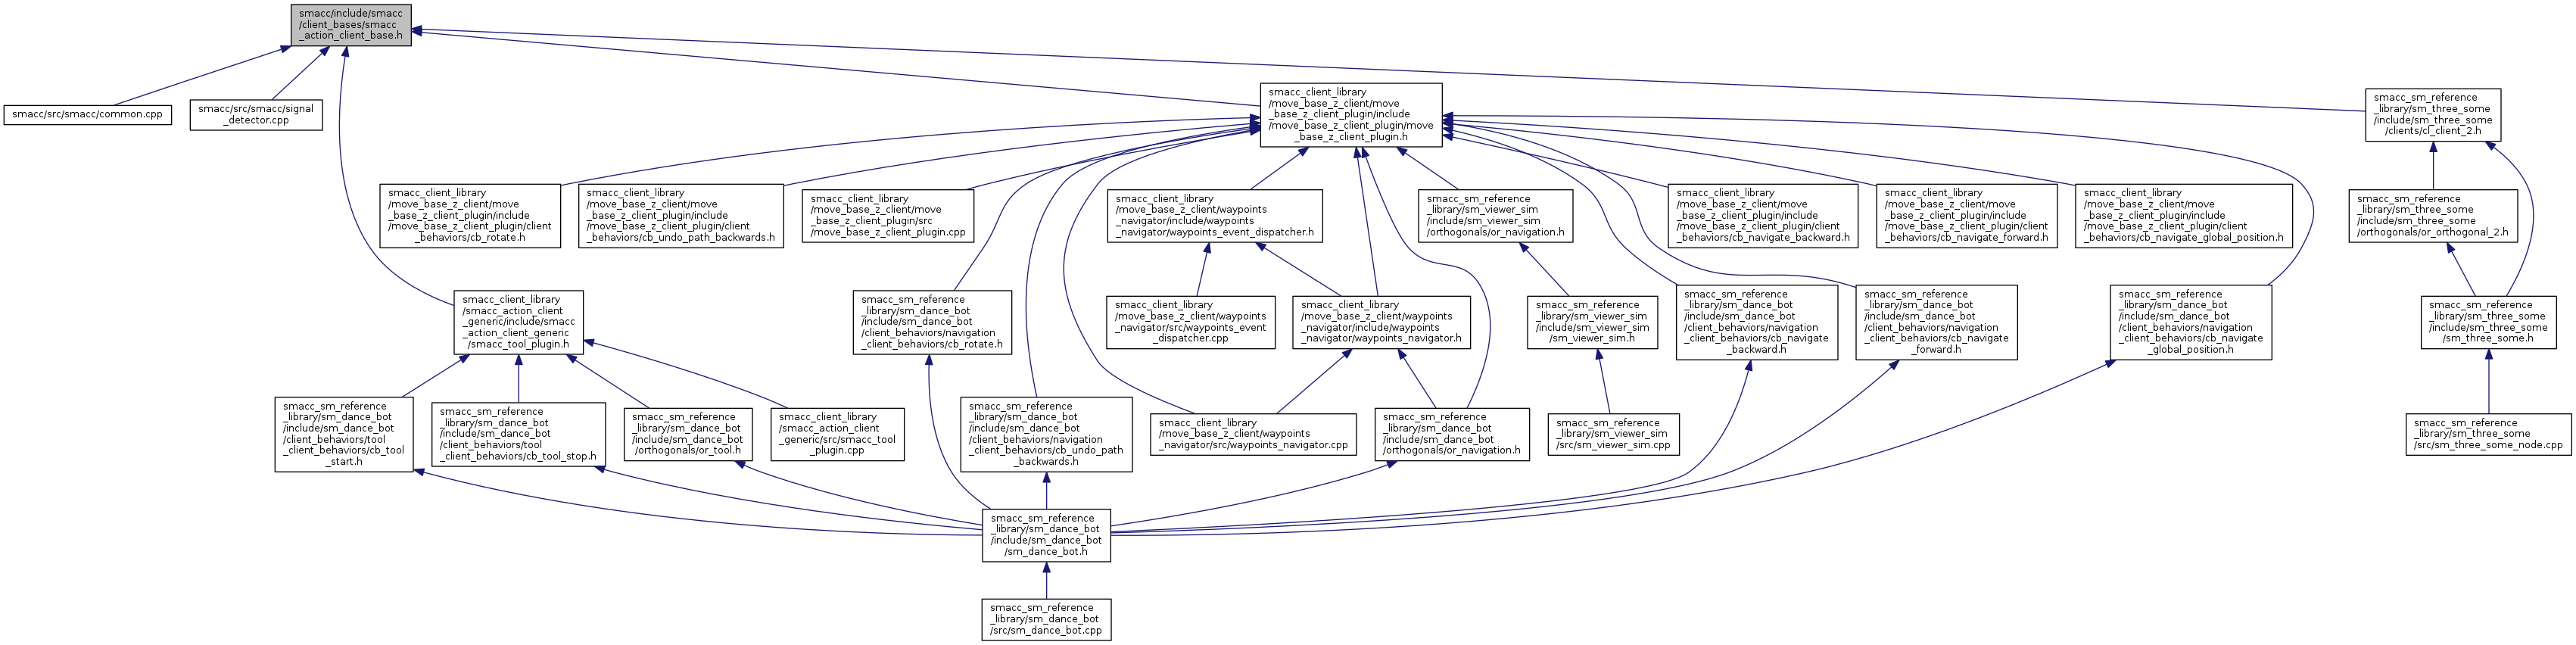 smacc/include/smacc
/client_bases/smacc
_action_client_base.h
smacc/src/smacc/common.cpp
smacc/src/smacc/signal
_detector.cpp
smacc_client_library
/move_base_z_client/move
_base_z_client_plugin/include
/move_base_z_client_plugin/move
_base_z_client_plugin.h
smacc_sm_reference
_library/sm_three_some
/include/sm_three_some
/clients/cl_client_2.h
smacc_client_library
/move_base_z_client/move
_base_z_client_plugin/include
/move_base_z_client_plugin/client
_behaviors/cb_rotate.h
smacc_client_library
/move_base_z_client/move
_base_z_client_plugin/include
/move_base_z_client_plugin/client
_behaviors/cb_undo_path_backwards.h
smacc_client_library
/move_base_z_client/move
_base_z_client_plugin/src
/move_base_z_client_plugin.cpp
smacc_client_library
/move_base_z_client/waypoints
_navigator/include/waypoints
_navigator/waypoints_event_dispatcher.h
smacc_sm_reference
_library/sm_viewer_sim
/include/sm_viewer_sim
/orthogonals/or_navigation.h
smacc_client_library
/move_base_z_client/move
_base_z_client_plugin/include
/move_base_z_client_plugin/client
_behaviors/cb_navigate_backward.h
smacc_client_library
/move_base_z_client/move
_base_z_client_plugin/include
/move_base_z_client_plugin/client
_behaviors/cb_navigate_forward.h
smacc_client_library
/move_base_z_client/move
_base_z_client_plugin/include
/move_base_z_client_plugin/client
_behaviors/cb_navigate_global_position.h
smacc_sm_reference
_library/sm_three_some
/include/sm_three_some
/orthogonals/or_orthogonal_2.h
smacc_client_library
/smacc_action_client
_generic/include/smacc
_action_client_generic
/smacc_tool_plugin.h
smacc_sm_reference
_library/sm_dance_bot
/include/sm_dance_bot
/client_behaviors/navigation
_client_behaviors/cb_rotate.h
smacc_client_library
/move_base_z_client/waypoints
_navigator/src/waypoints_event
_dispatcher.cpp
smacc_client_library
/move_base_z_client/waypoints
_navigator/include/waypoints
_navigator/waypoints_navigator.h
smacc_sm_reference
_library/sm_viewer_sim
/include/sm_viewer_sim
/sm_viewer_sim.h
smacc_sm_reference
_library/sm_dance_bot
/include/sm_dance_bot
/client_behaviors/navigation
_client_behaviors/cb_navigate
_backward.h
smacc_sm_reference
_library/sm_dance_bot
/include/sm_dance_bot
/client_behaviors/navigation
_client_behaviors/cb_navigate
_forward.h
smacc_sm_reference
_library/sm_dance_bot
/include/sm_dance_bot
/client_behaviors/navigation
_client_behaviors/cb_navigate
_global_position.h
smacc_sm_reference
_library/sm_three_some
/include/sm_three_some
/sm_three_some.h
smacc_sm_reference
_library/sm_dance_bot
/include/sm_dance_bot
/client_behaviors/tool
_client_behaviors/cb_tool
_start.h
smacc_sm_reference
_library/sm_dance_bot
/include/sm_dance_bot
/client_behaviors/tool
_client_behaviors/cb_tool_stop.h
smacc_sm_reference
_library/sm_dance_bot
/include/sm_dance_bot
/orthogonals/or_tool.h
smacc_client_library
/smacc_action_client
_generic/src/smacc_tool
_plugin.cpp
smacc_sm_reference
_library/sm_dance_bot
/include/sm_dance_bot
/client_behaviors/navigation
_client_behaviors/cb_undo_path
_backwards.h
smacc_client_library
/move_base_z_client/waypoints
_navigator/src/waypoints_navigator.cpp
smacc_sm_reference
_library/sm_dance_bot
/include/sm_dance_bot
/orthogonals/or_navigation.h
smacc_sm_reference
_library/sm_viewer_sim
/src/sm_viewer_sim.cpp
smacc_sm_reference
_library/sm_three_some
/src/sm_three_some_node.cpp
smacc_sm_reference
_library/sm_dance_bot
/include/sm_dance_bot
/sm_dance_bot.h
smacc_sm_reference
_library/sm_dance_bot
/src/sm_dance_bot.cpp